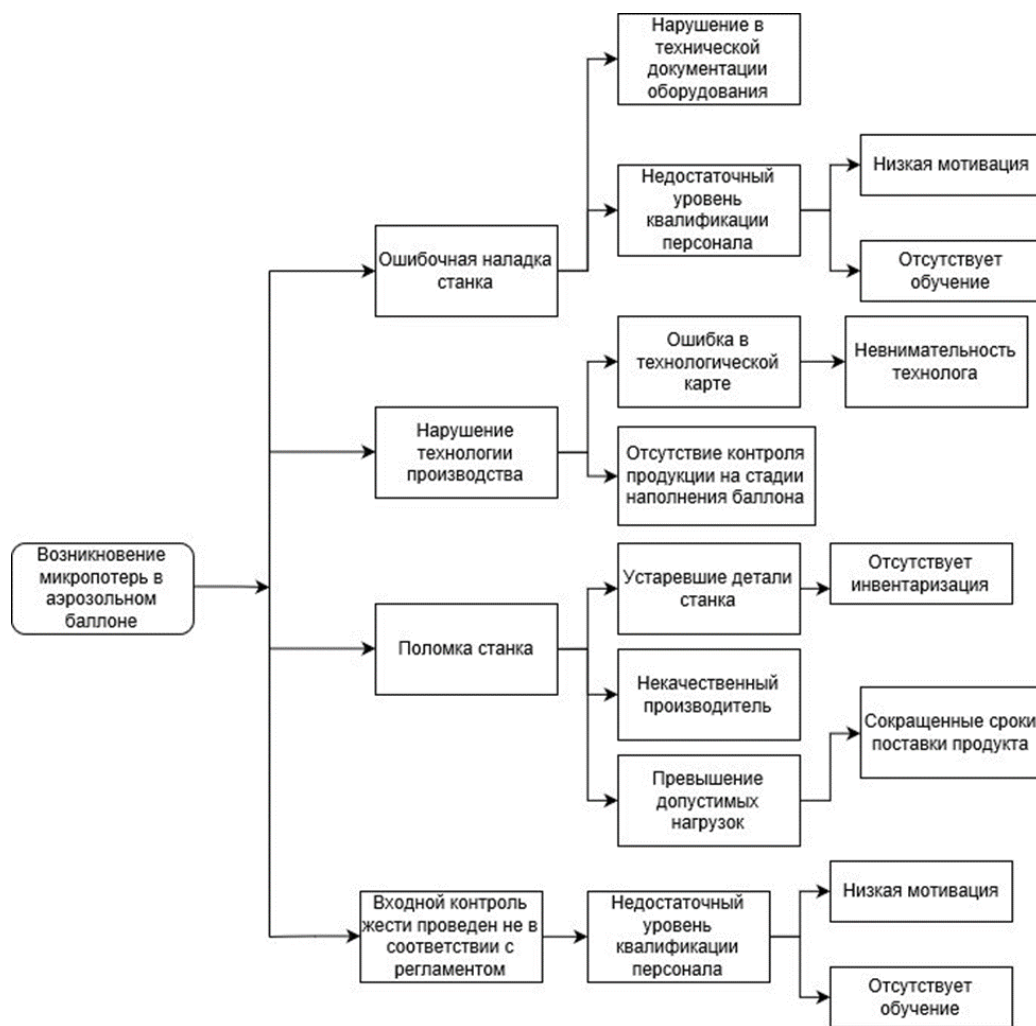 Нарушение в
технической
документации
оборудования
Недостаточный
уровень
квалификации
персонала
Низкая мотивация
Ошибочная наладка
станка
Отсутствует
обучение
Ошибка в
технологической
карте
Невнимательность
технолога
Нарушение
технологии
производства
Отсутствие контроля
продукции на стадии
наполнения баллона
Возникновение
микропотерь в
аэрозольном
баллоне
Устаревшие детали
станка
Отсутствует
инвентаризация
Поломка станка
Некачественный
производитель
Сокращенные сроки
поставки продукта
Превышение
допустимых
нагрузок
Входной контроль
жести проведен не в
соответствии с
регламентом
Недостаточный
уровень
квалификации
персонала
Низкая мотивация
Отсутствует
обучение